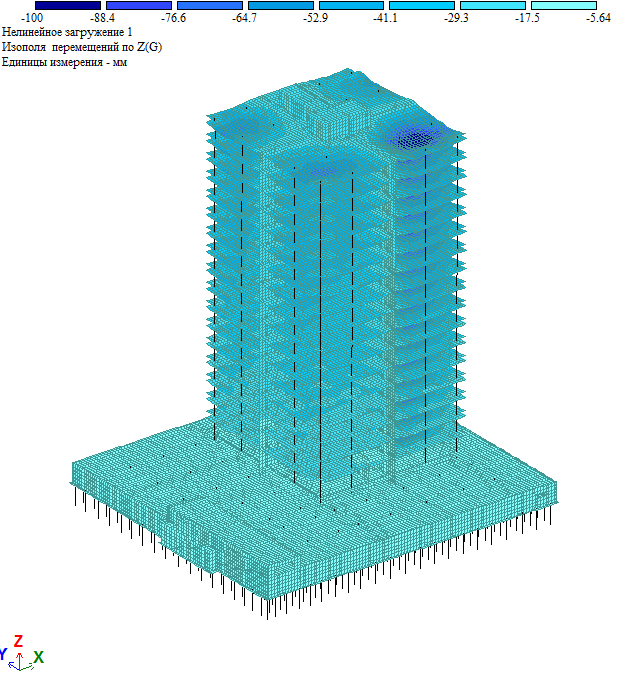 -100 -88.4 -76.6 -64.7 -52.9 -41.1 -29.3 -17.5 -5.64
Нелинейное загружение 1
Изополя перемещений по Z(G)
Единицы измерения - мм
Z
Y X